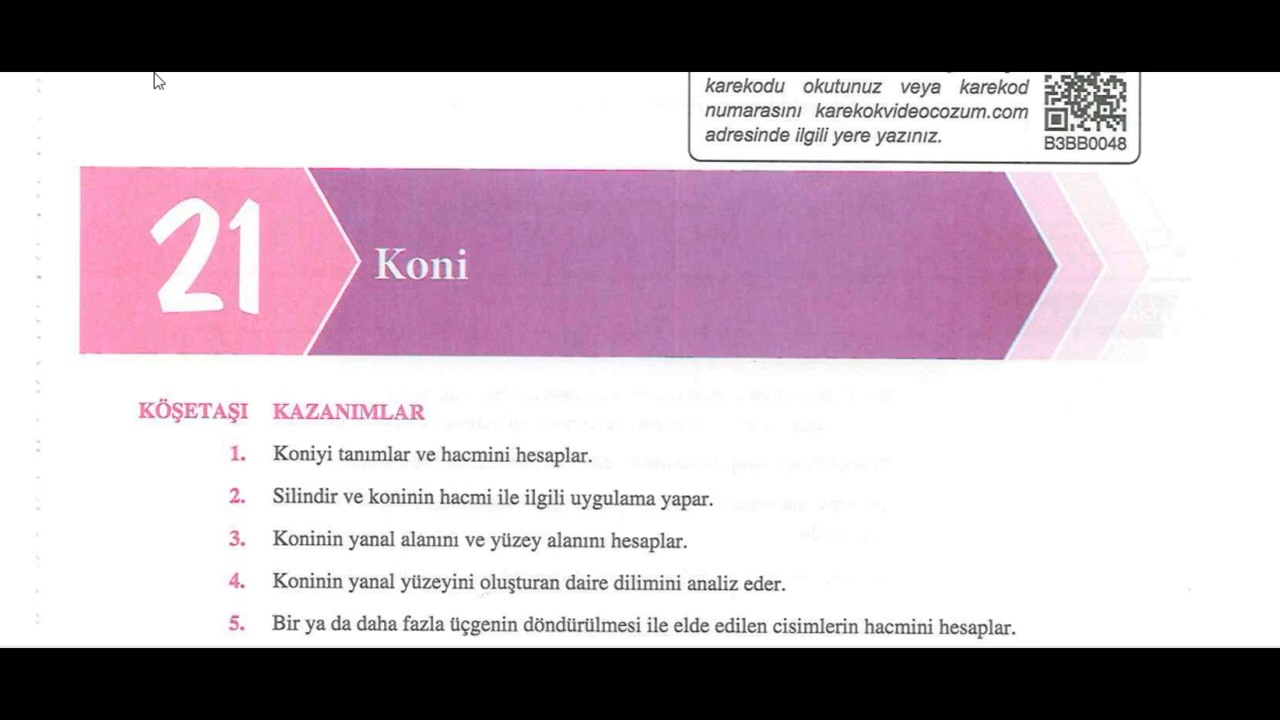 karekodu okutunuz veya karekod
numarasını karekokvideocozum.com
adresinde ilgili yere yazınız.
B3BB0048
21
Koni
KÖŞETAŞI KAZANIMLAR
1. Koniyi tanımlar ve hacmini hesaplar.
2. Silindir ve koninin hacmi ile ilgili uygulama yapar.
3. Koninin yanal alanını ve yüzey alanını hesaplar.
4. Koninin yanal yüzeyini oluşturan daire dilimini analiz eder.
5. Bir ya da daha fazla üçgenin döndürülmesi ile elde edilen cisimlerin hacmini hesaplar.